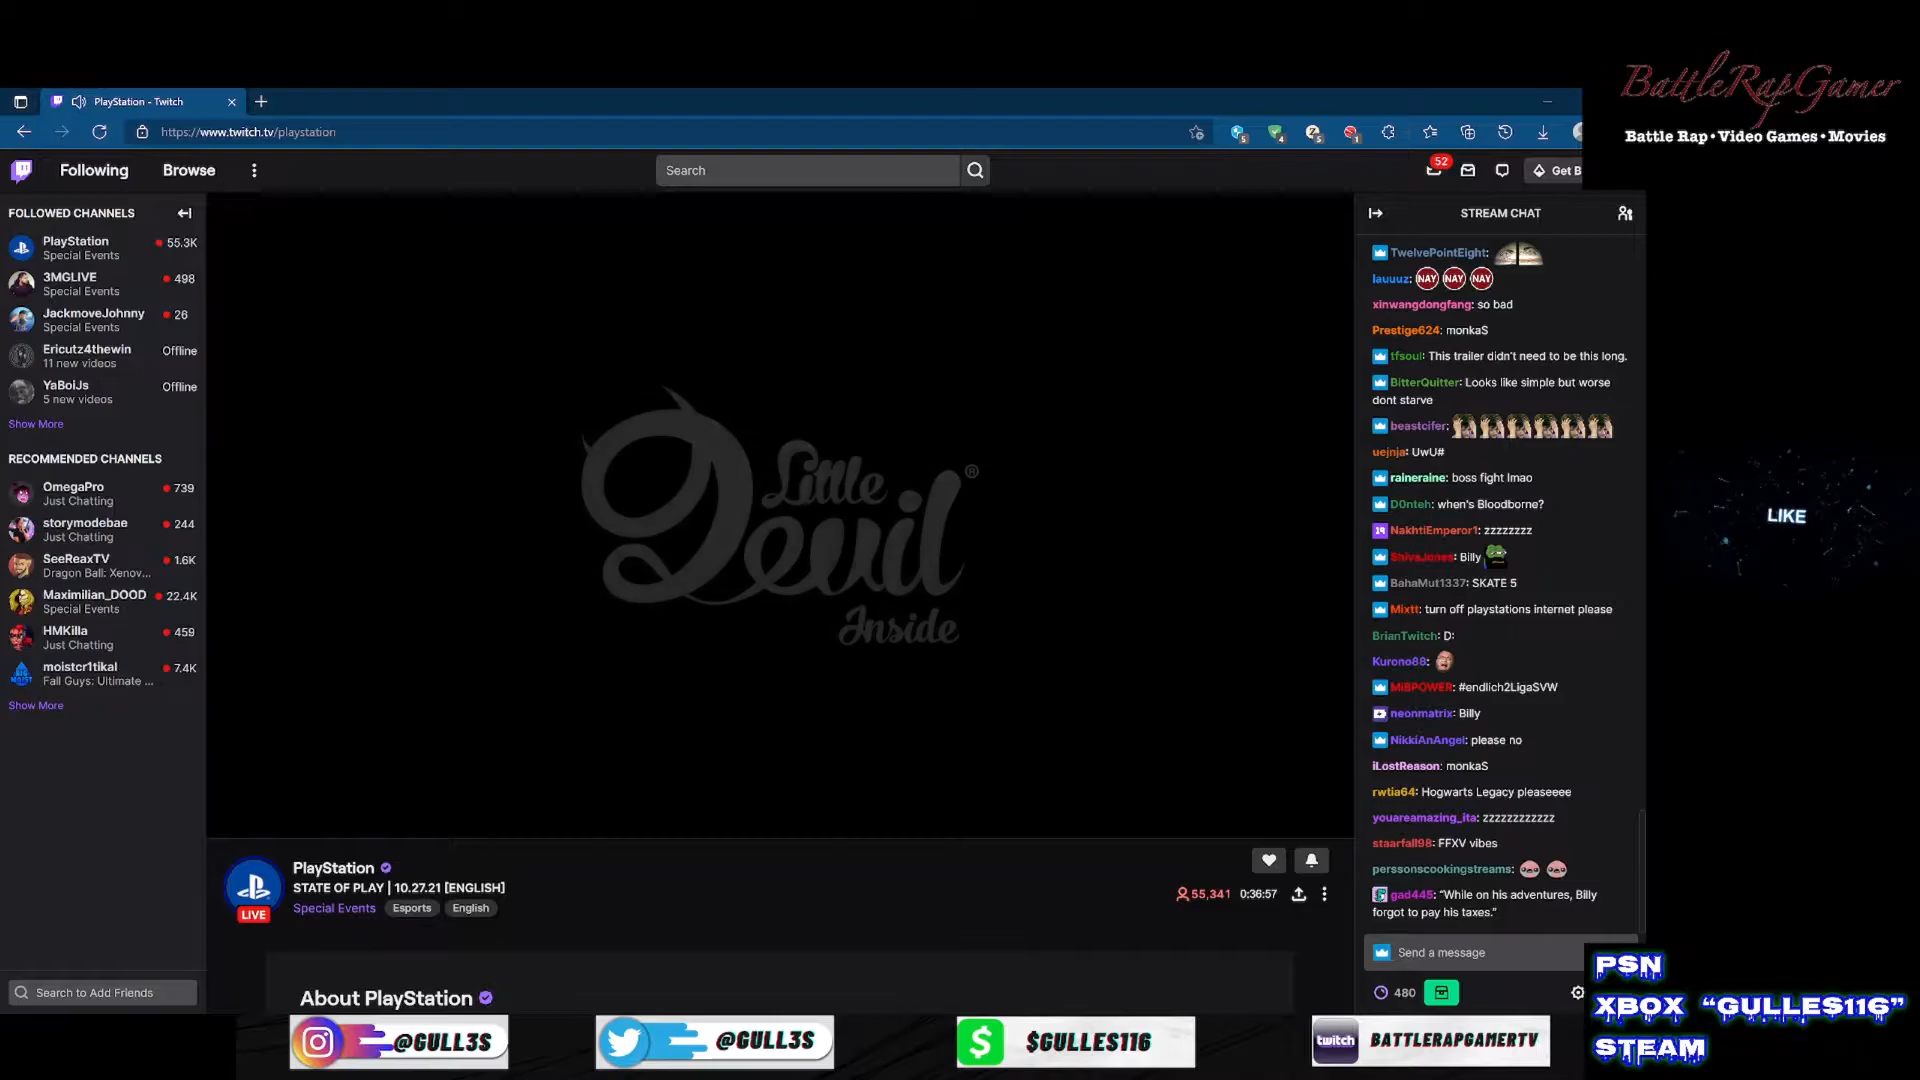 BattleRapGamer
Battle Rap • Video Games • Movies
PlayStation - Twitch
https://www.twitch.tv/playstation
5
4
5
1
Following
Browse
Search
52
Get B
FOLLOWED CHANNELS
PlayStation
55.3K
Special Events
3MGLIVE
498
Special Events
JackmoveJohnny
26
Special Events
Ericutz4thewin
Offline
11 new videos
YaBoiJs
Offline
5 new videos
Show More
RECOMMENDED CHANNELS
OmegaPro
739
Just Chatting
storymodebae
244
Just Chatting
SeeReaxTV
1.6K
Dragon Ball: Xenov...
Maximilian_DOOD
22.4K
Special Events
HMKilla
459
Just Chatting
moistcr1tikal
7.4K
Fall Guys: Ultimate ...
Show More
Search to Add Friends
Little
Devil
Inside
®
PlayStation
STATE OF PLAY | 10.27.21 [ENGLISH]
Special Events
Esports
English
LIVE
55,341
0:36:57
About PlayStation
STREAM CHAT
TwelvePointEight:
lauuuz: NAY NAY NAY
xinwangdongfang: so bad
Prestige624: monkaS
tfsoul: This trailer didn't need to be this long.
BitterQuitter: Looks like simple but worse
dont starve
beastcifer:
uejnja: UwU#
raineraine: boss fight lmao
D0nteh: when's Bloodborne?
NakhtiEmperor1: zzzzzzzz
ShivaJones: Billy
BahaMut1337: SKATE 5
Mixtt: turn off playstations internet please
BrianTwitch: D:
Kurono88:
MiBPOWER: #endlich2LigaSVW
neonmatrix: Billy
NikkiAnAngel: please no
iLostReason: monkaS
rwtia64: Hogwarts Legacy pleaseeee
youareamazing_ita: zzzzzzzzzzzz
staarfall98: FFXV vibes
perssonscookingstreams:
gad445: “While on his adventures, Billy
forgot to pay his taxes.”
Send a message
480
LIKE
PSN
XBOX “GULLES116”
STEAM
@GULL3S
@GULL3S
$GULLES116
twitch
BATTLERAPGAMERTV